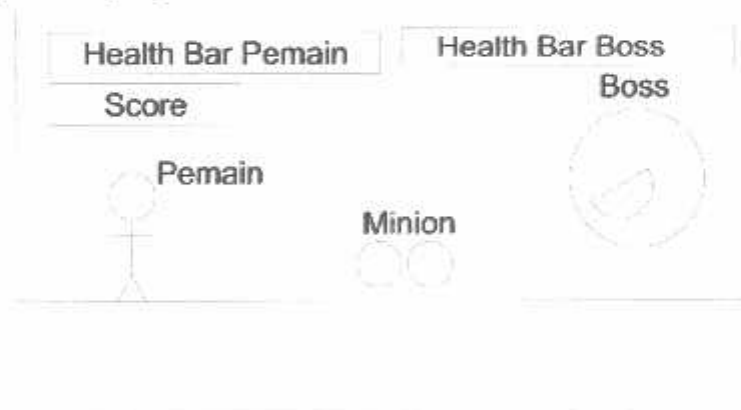 Health Bar Pemain
Health Bar Boss
Score
Boss
Pemain
Minion